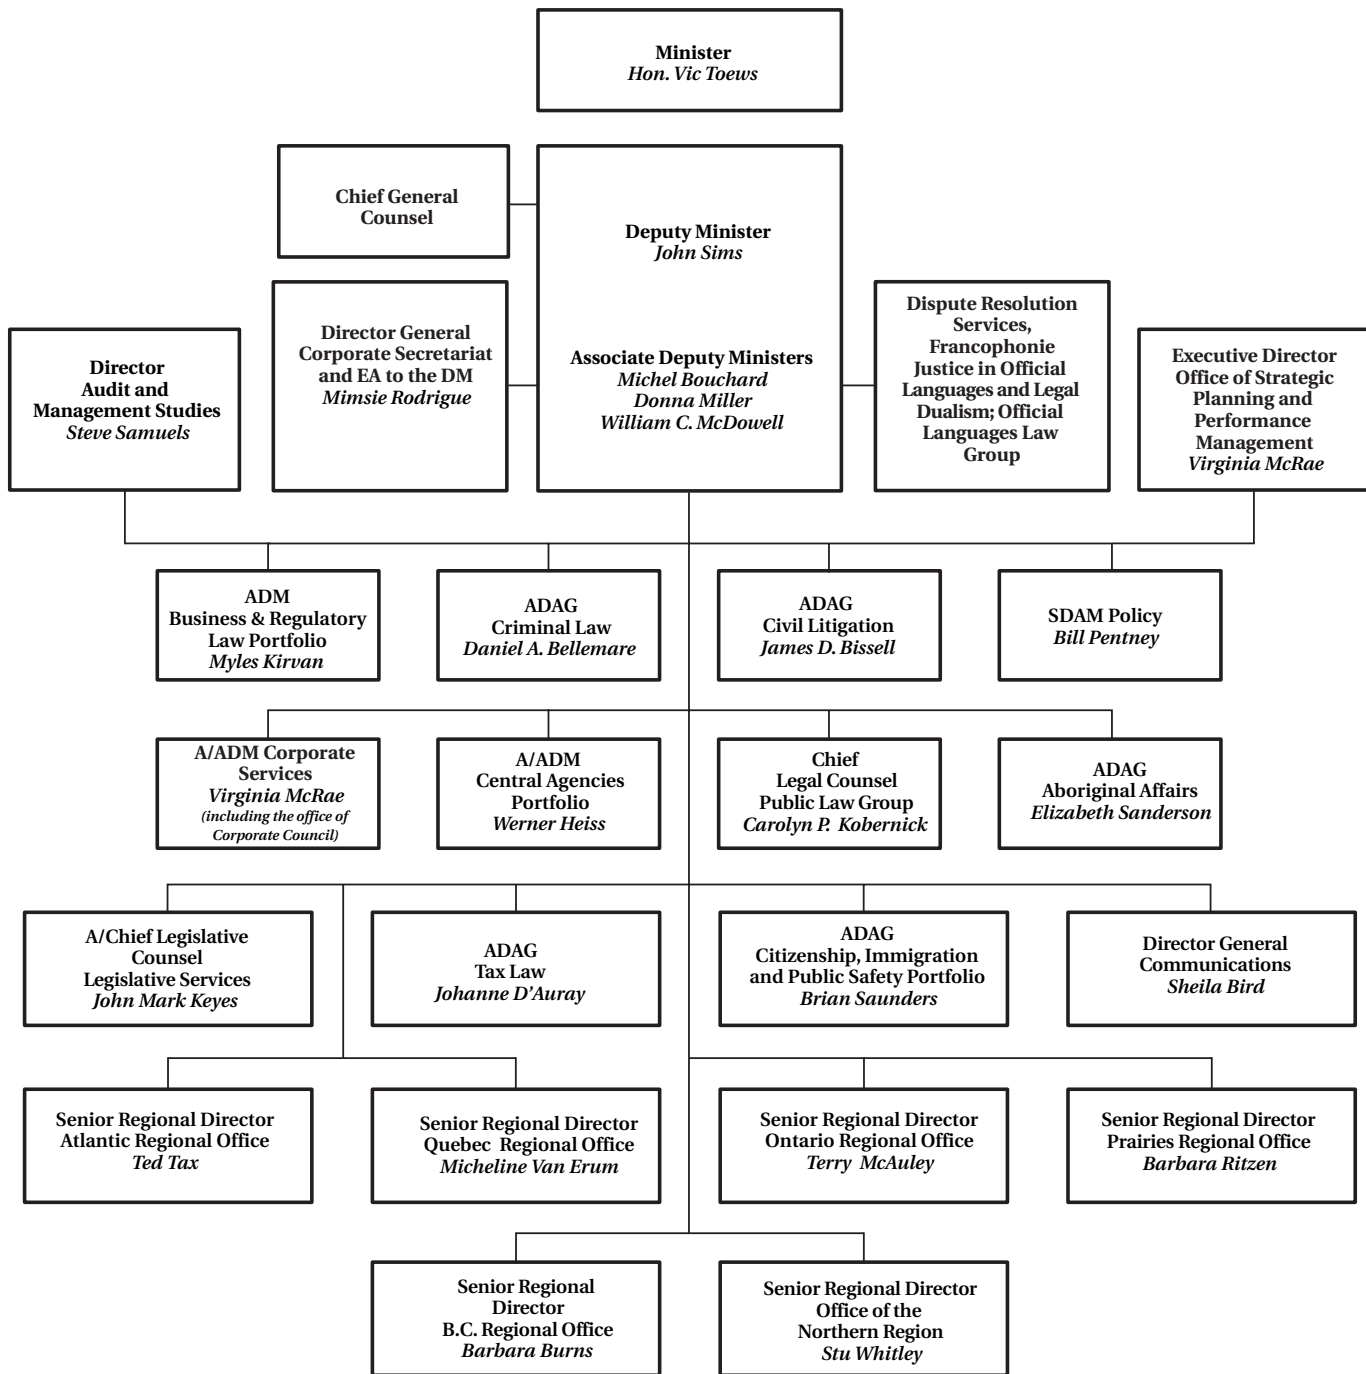 Minister
Hon. Vic Toews
Chief General
Counsel
Deputy Minister
John Sims
Associate Deputy Ministers
Michel Bouchard
Donna Miller
William C. McDowell
Director General
Corporate Secretariat
and EA to the DM
Mimsie Rodrigue
Dispute Resolution
Services,
Francophonie
Justice in Official
Languages and Legal
Dualism; Official
Languages Law
Group
Director
Audit and
Management Studies
Steve Samuels
Executive Director
Office of Strategic
Planning and
Performance
Management
Virginia McRae
ADM
Business & Regulatory
Law Portfolio
Myles Kirvan
ADAG
Criminal Law
Daniel A. Bellemare
ADAG
Civil Litigation
James D. Bissell
SDAM Policy
Bill Pentney
A/ADM Corporate
Services
Virginia McRae
(including the office of
Corporate Council)
A/ADM
Central Agencies
Portfolio
Werner Heiss
Chief
Legal Counsel
Public Law Group
Carolyn P. Kobernick
ADAG
Aboriginal Affairs
Elizabeth Sanderson
A/Chief Legislative
Counsel
Legislative Services
John Mark Keyes
ADAG
Tax Law
Johanne D'Auray
ADAG
Citizenship, Immigration
and Public Safety Portfolio
Brian Saunders
Director General
Communications
Sheila Bird
Senior Regional Director
Atlantic Regional Office
Ted Tax
Senior Regional Director
Quebec Regional Office
Micheline Van Erum
Senior Regional Director
Ontario Regional Office
Terry McAuley
Senior Regional Director
Prairies Regional Office
Barbara Ritzen
Senior Regional
Director
B.C. Regional Office
Barbara Burns
Senior Regional Director
Office of the
Northern Region
Stu Whitley